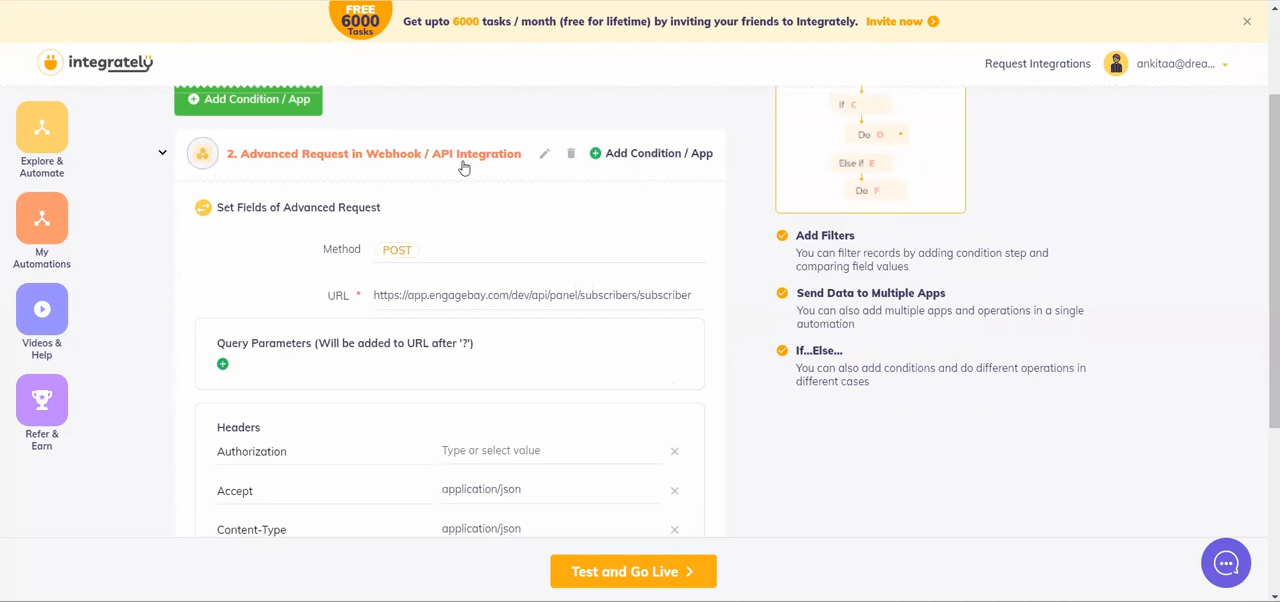 FREE
6000
Tasks
Get upto 6000 tasks / month (free for lifetime) by inviting your friends to Integrately. Invite now
integrately
Request Integrations
ankitaa@drea...
Add Condition / App
Explore &
Automate
My
Automations
Videos &
Help
Refer &
Earn
2. Advanced Request in Webhook / API Integration
Add Condition / App
Set Fields of Advanced Request
Method POST
URL * https://app.engagebay.com/dev/api/panel/subscribers/subscriber
Query Parameters (Will be added to URL after '?')
Headers
Authorization Type or select value
Accept application/json
Content-Type application/json
If C
Do D
Else if E
Do F
Add Filters
You can filter records by adding condition step and
comparing field values
Send Data to Multiple Apps
You can also add multiple apps and operations in a single
automation
If...Else...
You can also add conditions and do different operations in
different cases
Test and Go Live